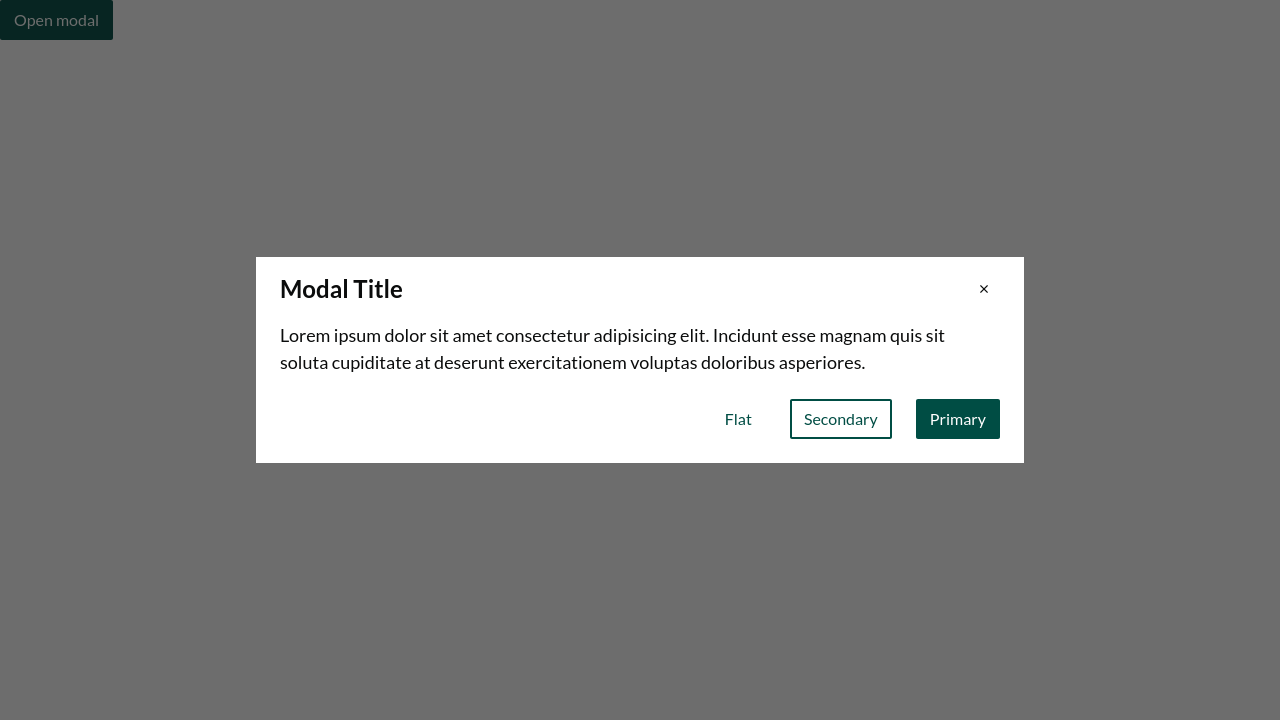 Open modal
Modal Title
×
Lorem ipsum dolor sit amet consectetur adipisicing elit. Incidunt esse magnam quis sit
soluta cupiditate at deserunt exercitationem voluptas doloribus asperiores.
Flat
Secondary
Primary